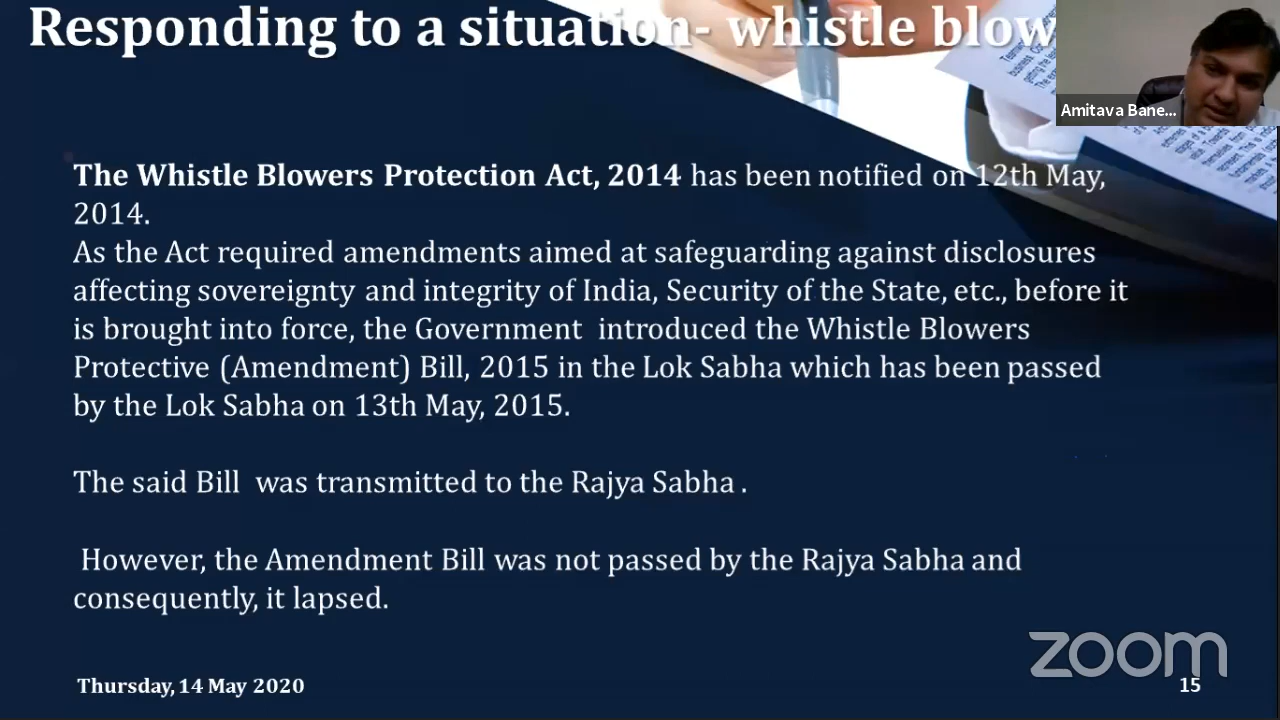 Responding to a situation- whistle blow
Amitava Bane...
The Whistle Blowers Protection Act, 2014 has been notified on 12th May,
2014.
As the Act required amendments aimed at safeguarding against disclosures
affecting sovereignty and integrity of India, Security of the State, etc., before it
is brought into force, the Government introduced the Whistle Blowers
Protective (Amendment) Bill, 2015 in the Lok Sabha which has been passed
by the Lok Sabha on 13th May, 2015.
The said Bill was transmitted to the Rajya Sabha .
However, the Amendment Bill was not passed by the Rajya Sabha and
consequently, it lapsed.
zoom
Thursday, 14 May 2020
15